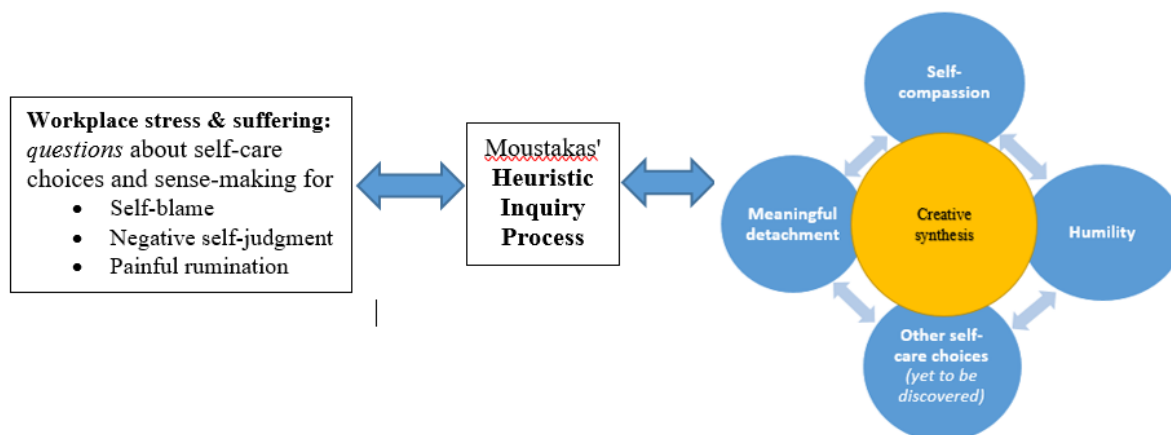 Workplace stress & suffering:
questions about self-care
choices and sense-making for
• Self-blame
• Negative self-judgment
• Painful rumination
Moustakas'
Heuristic
Inquiry
Process
Self-
compassion
Meaningful
detachment
Creative
synthesis
Humility
Other self-
care choices
(yet to be
discovered)